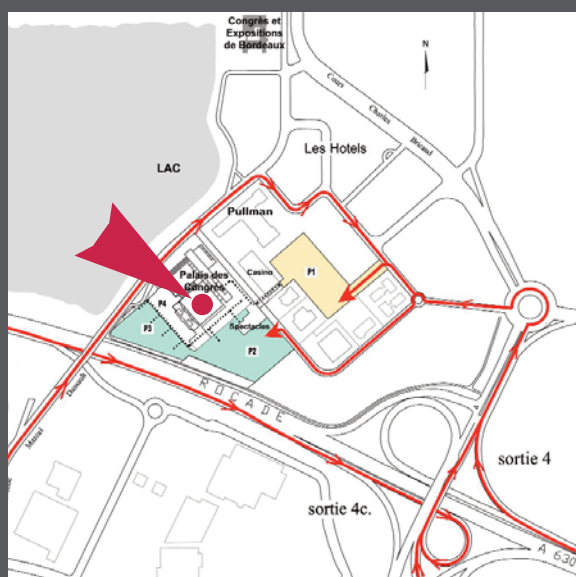 Congrès et
Expositions
de Bordeaux
N
Cours
Charles
Bricaud
Les Hotels
LAC
Pullman
Casino
P1
Palais des
Congrès
P4
P3
Spectacles
P2
ROCADE
Marcel
Dassault
sortie 4
sortie 4c.
A 630